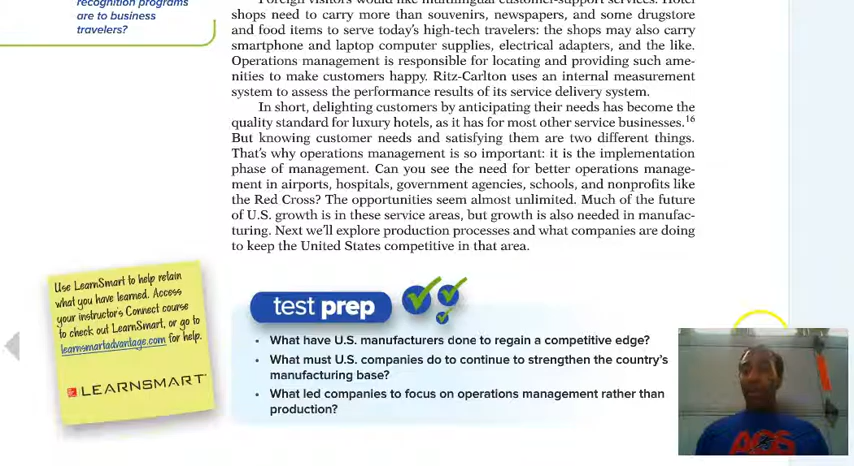 recognition programs
are to business
travelers?
Foreign visitors would like multilingual customer-support services. Hotel
shops need to carry more than souvenirs, newspapers, and some drugstore
and food items to serve today's high-tech travelers: the shops may also carry
smartphone and laptop computer supplies, electrical adapters, and the like.
Operations management is responsible for locating and providing such ame-
nities to make customers happy. Ritz-Carlton uses an internal measurement
system to assess the performance results of its service delivery system.
In short, delighting customers by anticipating their needs has become the
quality standard for luxury hotels, as it has for most other service businesses.16
But knowing customer needs and satisfying them are two different things.
That's why operations management is so important: it is the implementation
phase of management. Can you see the need for better operations manage-
ment in airports, hospitals, government agencies, schools, and nonprofits like
the Red Cross? The opportunities seem almost unlimited. Much of the future
of U.S. growth is in these service areas, but growth is also needed in manufac-
turing. Next we'll explore production processes and what companies are doing
to keep the United States competitive in that area.
Use LearnSmart to help retain
what you have learned. Access
your instructor's Connect course
to check out LearnSmart, or go to
learnsmartadvantage.com for help.
LEARNSMART
test prep
• What have U.S. manufacturers done to regain a competitive edge?
• What must U.S. companies do to continue to strengthen the country's
manufacturing base?
• What led companies to focus on operations management rather than
production?
AOS